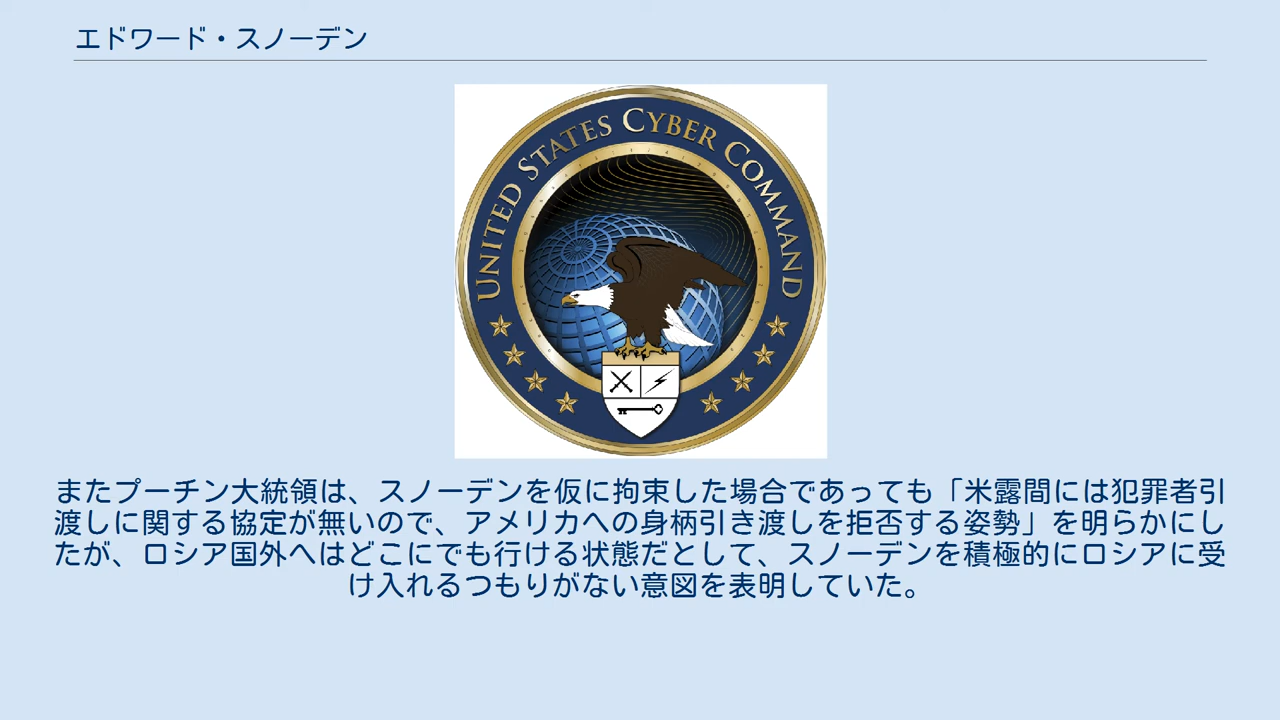 エドワード・スノーデン
UNITED STATES CYBER COMMAND
またプーチン大統領は、スノーデンを仮に拘束した場合であっても「米露間には犯罪者引
渡しに関する協定が無いので、アメリカへの身柄引き渡しを拒否する姿勢」を明らかにし
たが、ロシア国外へはどこにでも行ける状態だとして、スノーデンを積極的にロシアに受
け入れるつもりがない意図を表明していた。